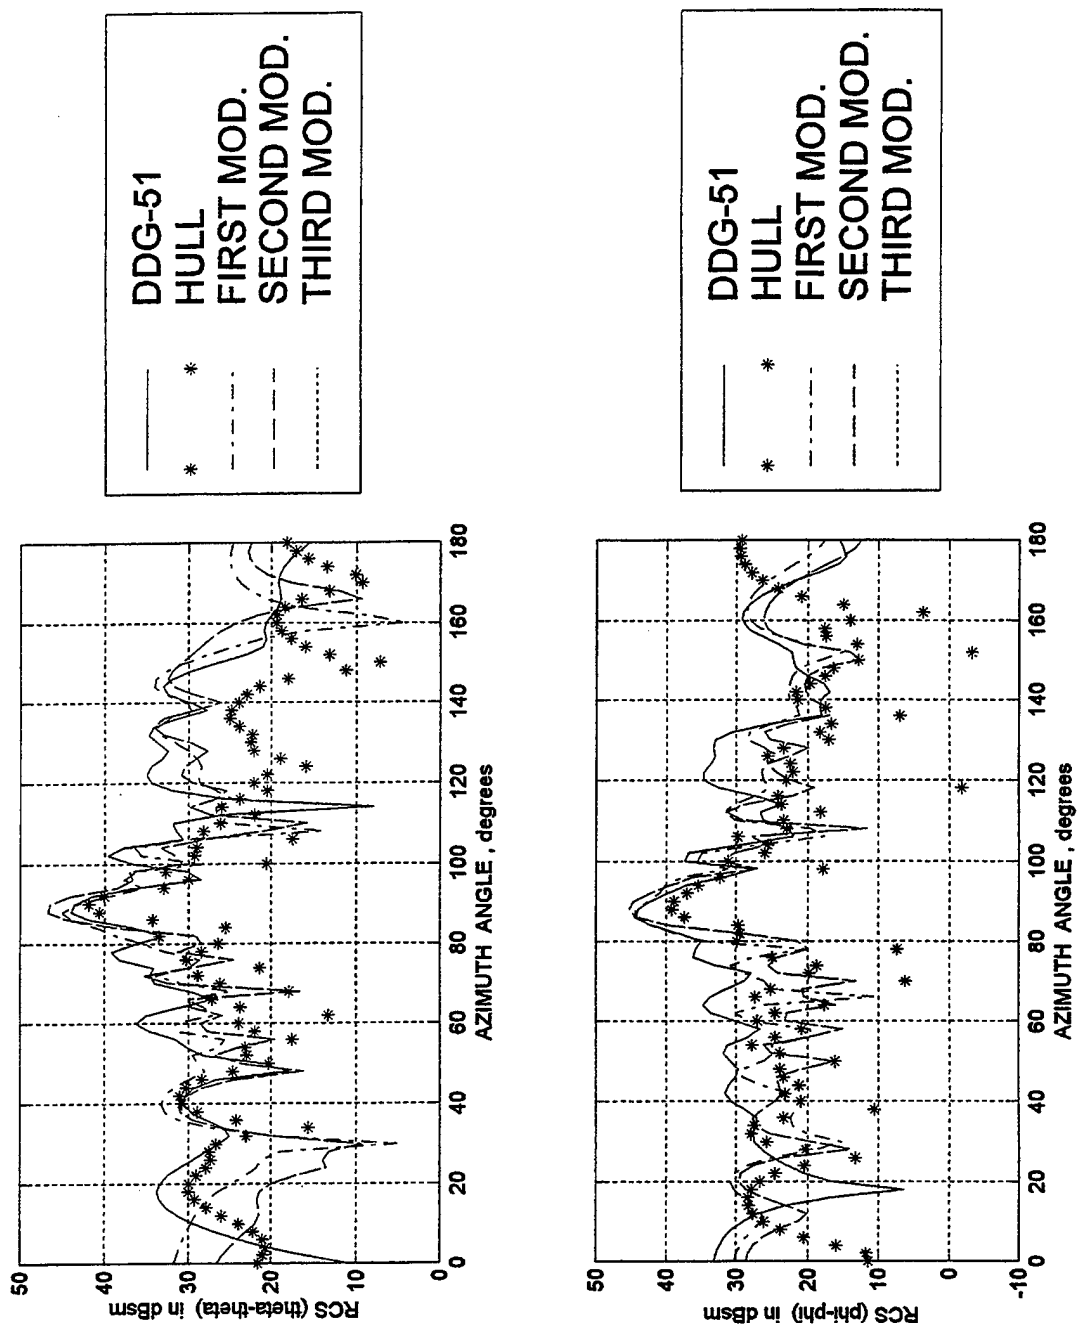 DDG-51
HULL
FIRST MOD.
SECOND MOD.
THIRD MOD.
50
40
30
20
10
0
RCS (theta-theta) in dBsm
0
20
40
60
80
100
120
140
160
180
AZIMUTH ANGLE , degrees
DDG-51
HULL
FIRST MOD.
SECOND MOD.
THIRD MOD.
50
40
30
20
10
0
-10
RCS (phi-phi) in dBsm
0
20
40
60
80
100
120
140
160
180
AZIMUTH ANGLE , degrees